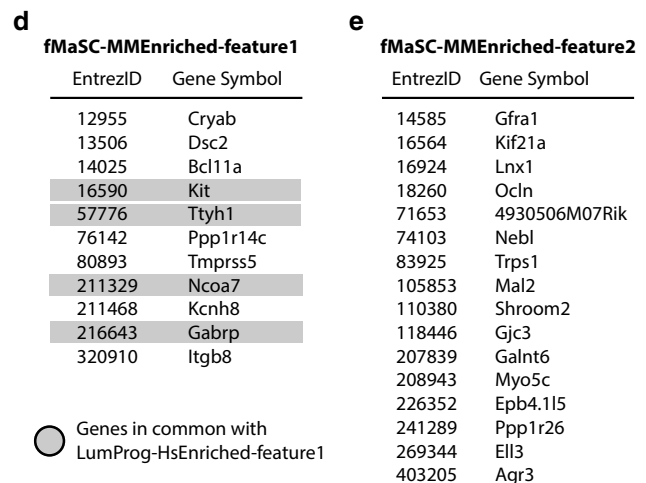 d
fMaSC-MMEnriched-feature1
EntrezID Gene Symbol
12955 Cryab
13506 Dsc2
14025 Bcl11a
16590 Kit
57776 Ttyh1
76142 Ppp1r14c
80893 Tmprss5
211329 Ncoa7
211468 Kcnh8
216643 Gabrp
320910 Itgb8
Genes in common with
LumProg-HsEnriched-feature1
e
fMaSC-MMEnriched-feature2
EntrezID Gene Symbol
14585 Gfra1
16564 Kif21a
16924 Lnx1
18260 Ocln
71653 4930506M07Rik
74103 Nebl
83925 Trps1
105853 Mal2
110380 Shroom2
118446 Gjc3
207839 Galnt6
208943 Myo5c
226352 Epb4.1l5
241289 Ppp1r26
269344 Ell3
403205 Agr3